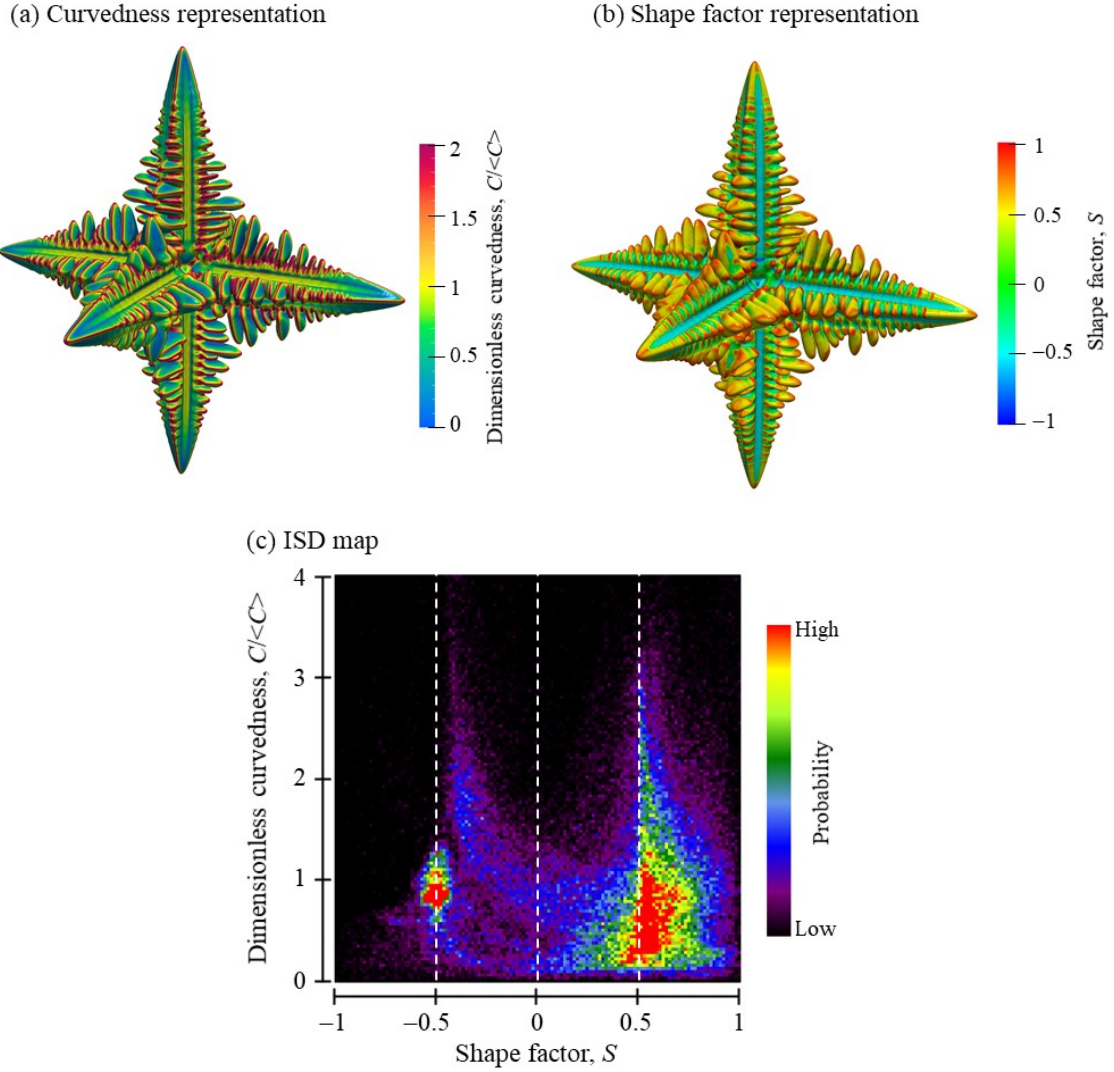 (a) Curvedness representation
(b) Shape factor representation
2
1.5
1
0.5
0
Dimensionless curvedness, C/<C>
1
0.5
0
−0.5
−1
Shape factor, S
(c) ISD map
4
3
2
1
0
Dimensionless curvedness, C/<C>
−1
−0.5
0
0.5
1
Shape factor, S
High
Low
Probability